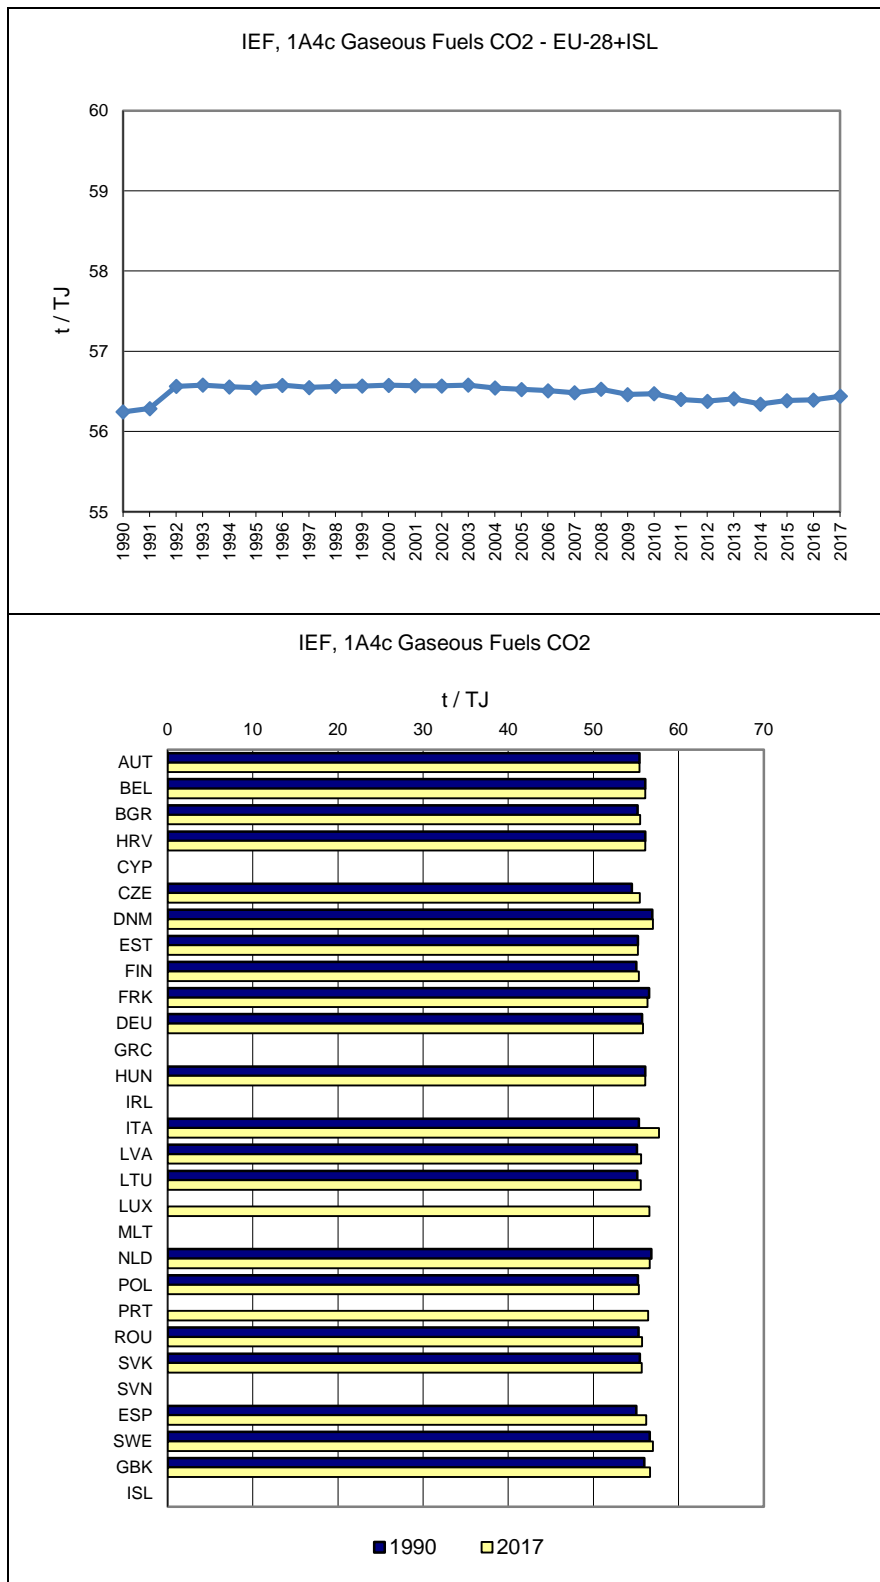 IEF, 1A4c Gaseous Fuels CO2 - EU-28+ISL
60
59
58
57
56
55
t / TJ
1990 1991 1992 1993 1994 1995 1996 1997 1998 1999 2000 2001 2002 2003 2004 2005 2006 2007 2008 2009 2010 2011 2012 2013 2014 2015 2016 2017
IEF, 1A4c Gaseous Fuels CO2
t / TJ
0 10 20 30 40 50 60 70
AUT
BEL
BGR
HRV
CYP
CZE
DNM
EST
FIN
FRK
DEU
GRC
HUN
IRL
ITA
LVA
LTU
LUX
MLT
NLD
POL
PRT
ROU
SVK
SVN
ESP
SWE
GBK
ISL
1990 2017